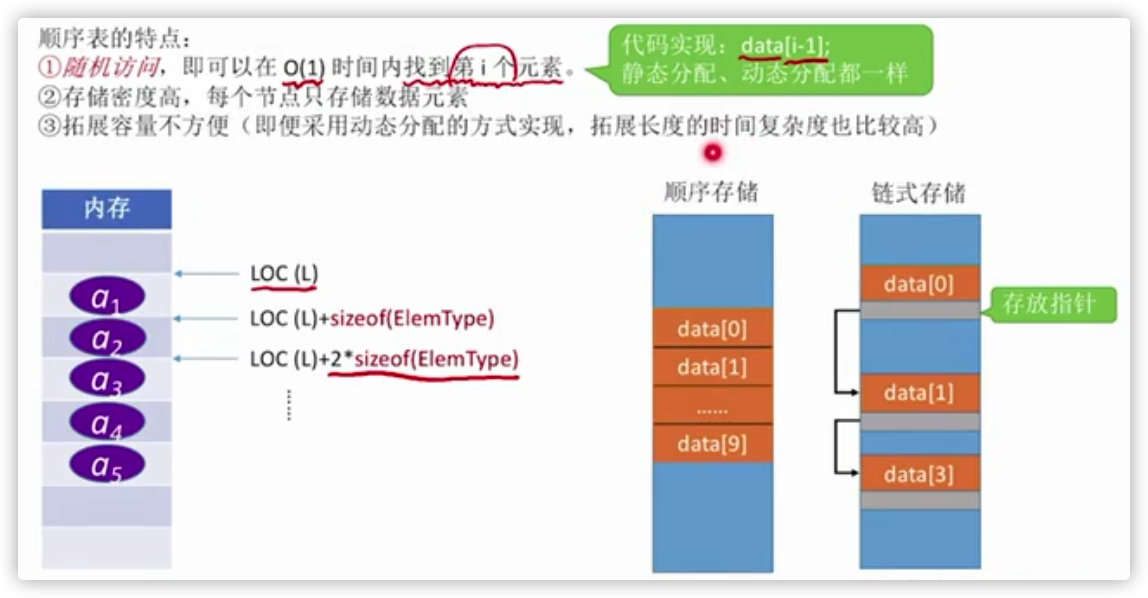 顺序表的特点：
①随机访问，即可以在 O(1) 时间内找到第 i 个元素。
②存储密度高，每个节点只存储数据元素
③拓展容量不方便（即便采用动态分配的方式实现，拓展长度的时间复杂度也比较高）
代码实现：data[i-1];
静态分配、动态分配都一样
内存
a1
a2
a3
a4
a5
LOC (L)
LOC (L)+sizeof(ElemType)
LOC (L)+2*sizeof(ElemType)
顺序存储
data[0]
data[1]
......
data[9]
链式存储
data[0]
data[1]
data[3]
存放指针